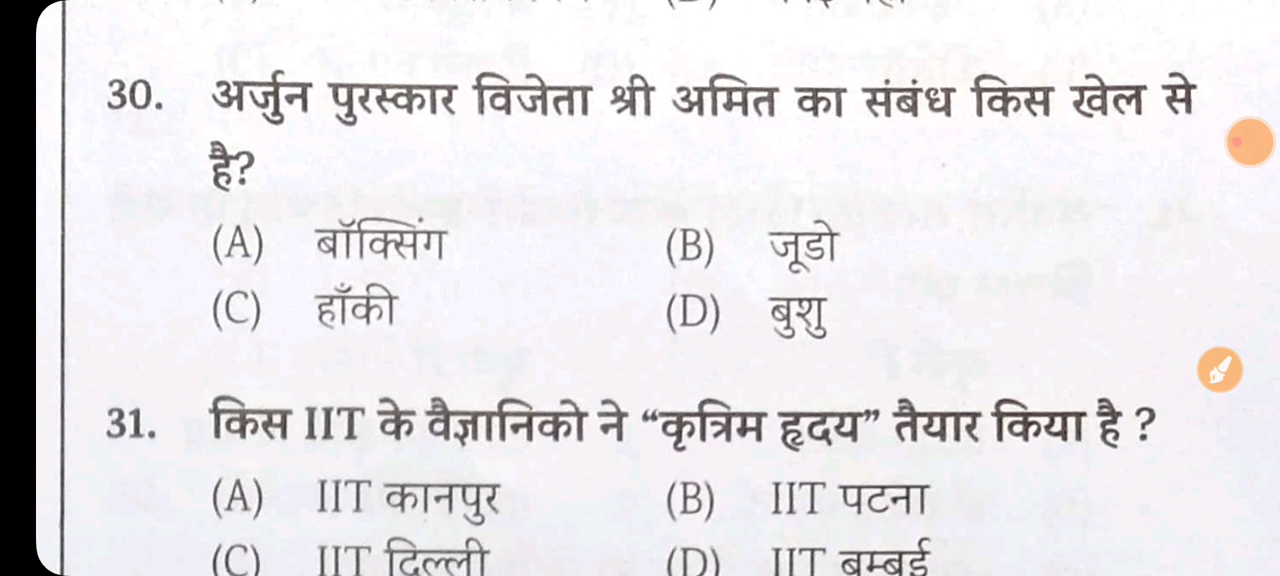 30. अर्जुन पुरस्कार विजेता श्री अमित का संबंध किस खेल से
है?
(A) बॉक्सिंग (B) जूडो
(C) हाँकी (D) बुशु
31. किस IIT के वैज्ञानिको ने “कृत्रिम हृदय” तैयार किया है ?
(A) IIT कानपुर (B) IIT पटना
(C) IIT दिल्ली (D) IIT बम्बई